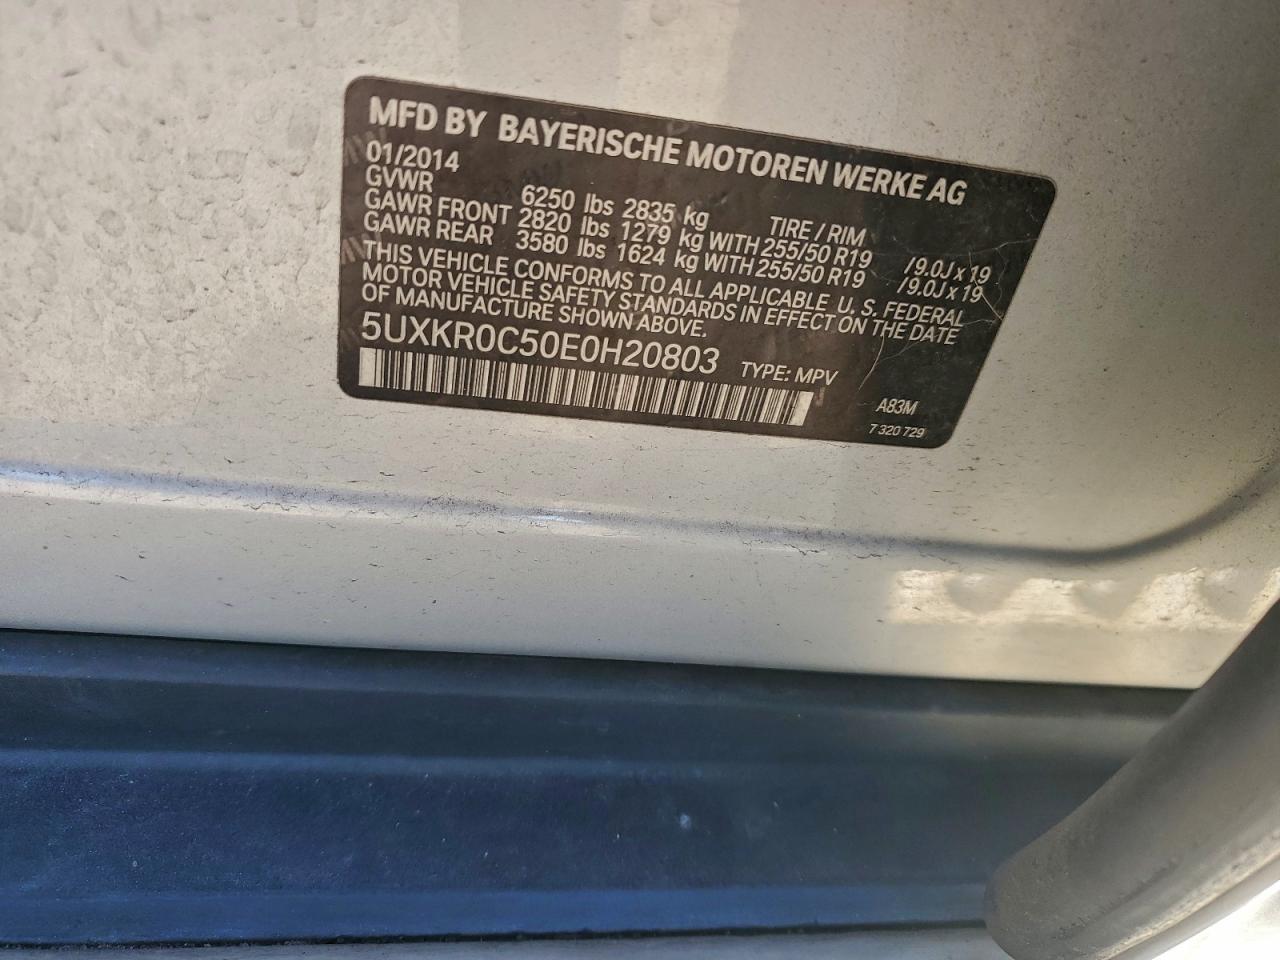 MFD BY BAYERISCHE MOTOREN WERKE AG
01/2014
GVWR 6250 lbs 2835 kg TIRE / RIM
GAWR FRONT 2820 lbs 1279 kg WITH 255/50 R19 /9.0J x 19
GAWR REAR 3580 lbs 1624 kg WITH 255/50 R19 /9.0J x 19
THIS VEHICLE CONFORMS TO ALL APPLICABLE U. S. FEDERAL
MOTOR VEHICLE SAFETY STANDARDS IN EFFECT ON THE DATE
OF MANUFACTURE SHOWN ABOVE.
5UXKR0C50E0H20803 TYPE: MPV
A83M
7 320 729